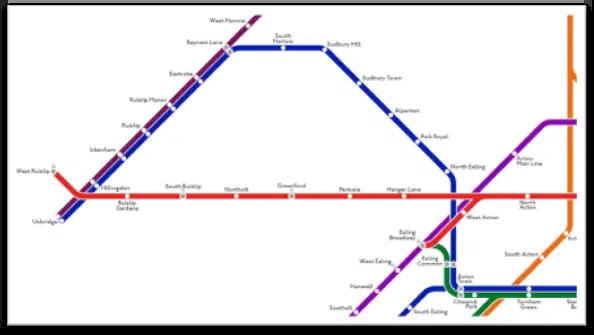 West Harrow
Rayners Lane
South
Harrow
Sudbury Hill
Eastcote
Sudbury Town
Ruislip Manor
Alperton
Ruislip
Park Royal
Ickenham
Acton
Main Line
West Ruislip
North Ealing
Hillingdon
South Ruislip
Northolt
Greenford
Perivale
Hanger Lane
Ruislip
Gardens
North
Acton
Uxbridge
West Acton
Ealing
Broadway
South Acton
West Ealing
Ealing
Common
Acton
Town
Hanwell
Chiswick
Park
Turnham
Green
Southall
South Ealing